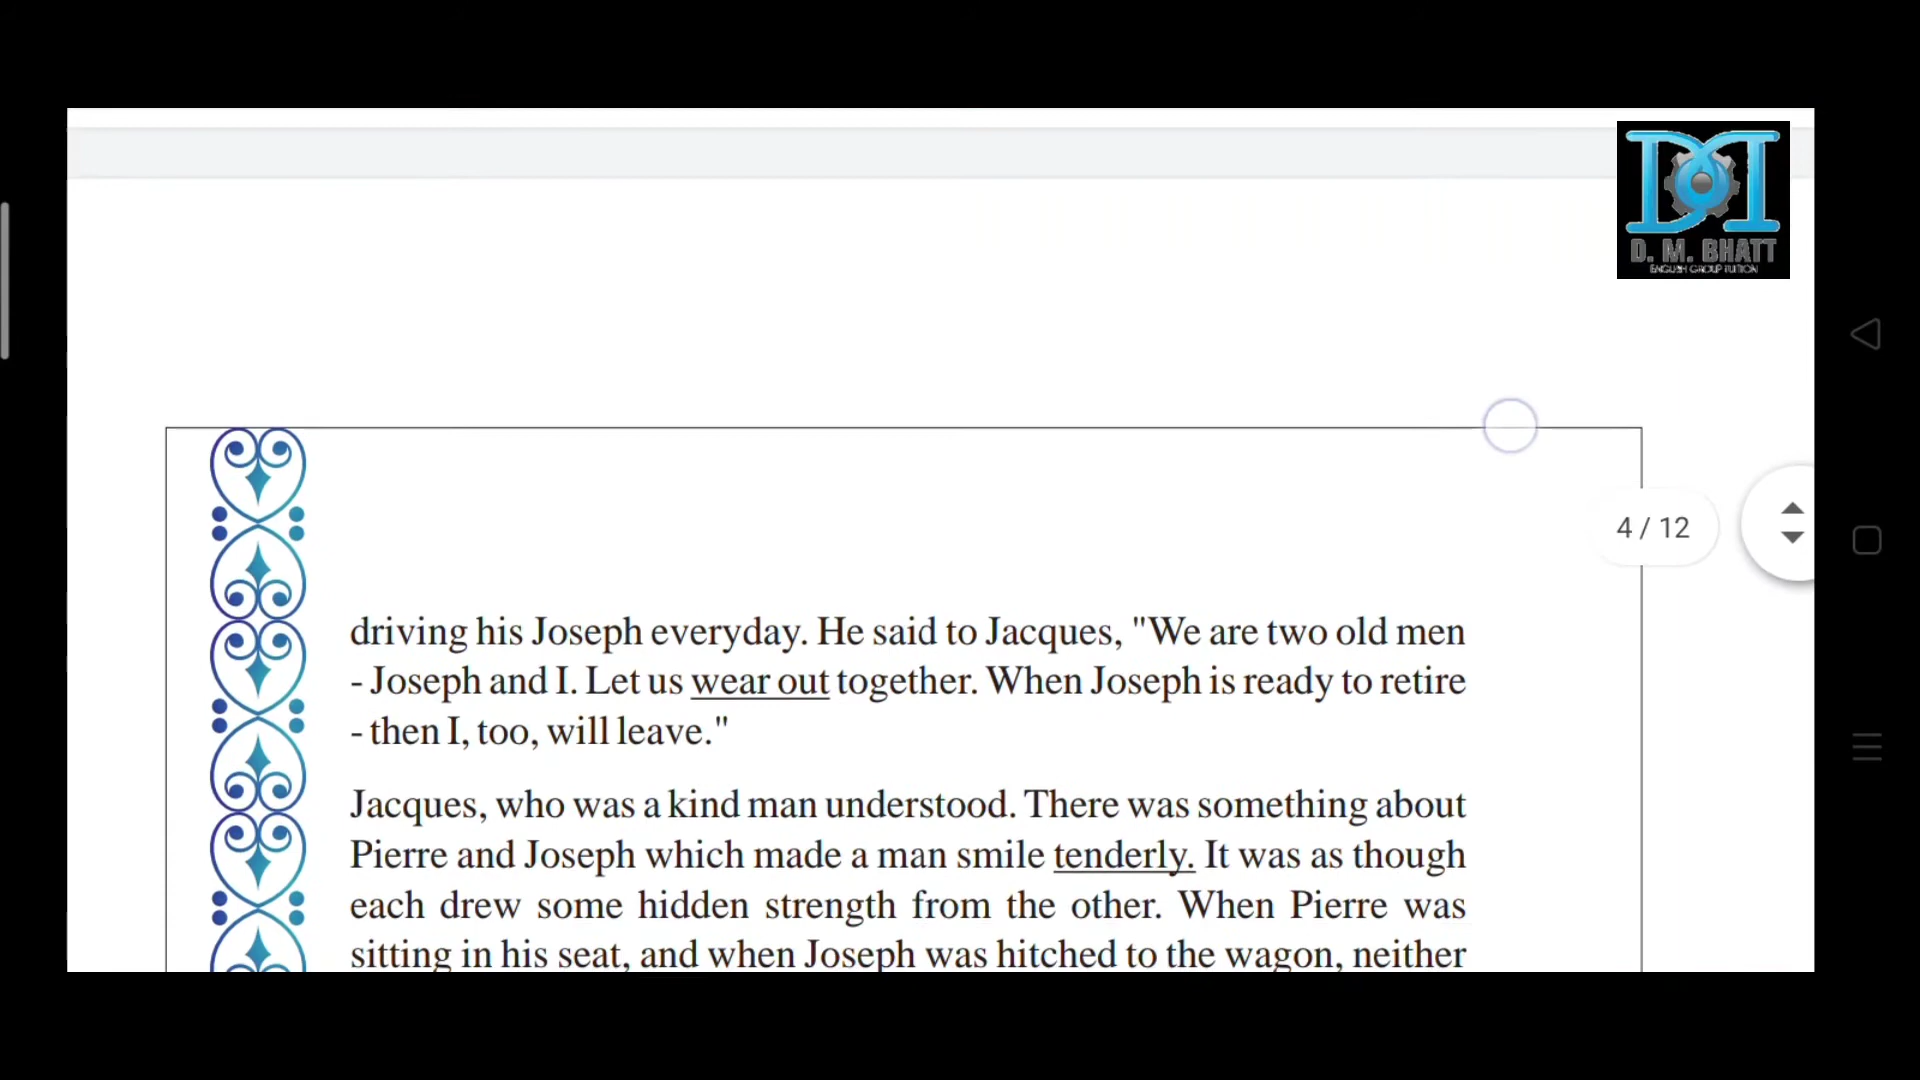 D. M. BHATT
ENGLISH GROUP TUITION
4 / 12
driving his Joseph everyday. He said to Jacques, "We are two old men
- Joseph and I. Let us wear out together. When Joseph is ready to retire
- then I, too, will leave."
Jacques, who was a kind man understood. There was something about
Pierre and Joseph which made a man smile tenderly. It was as though
each drew some hidden strength from the other. When Pierre was
sitting in his seat, and when Joseph was hitched to the wagon, neither